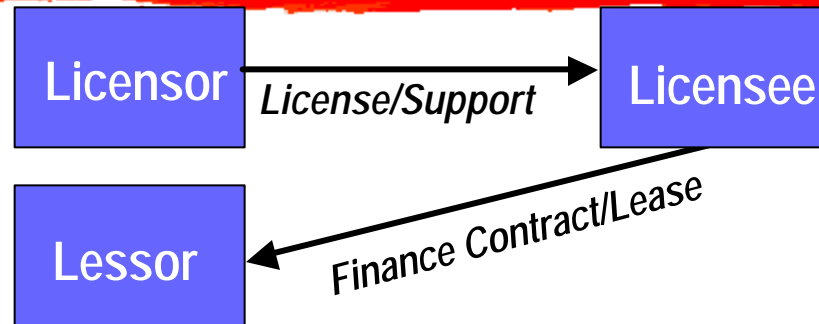 Licensor
License/Support
Licensee
Lessor
Finance Contract/Lease